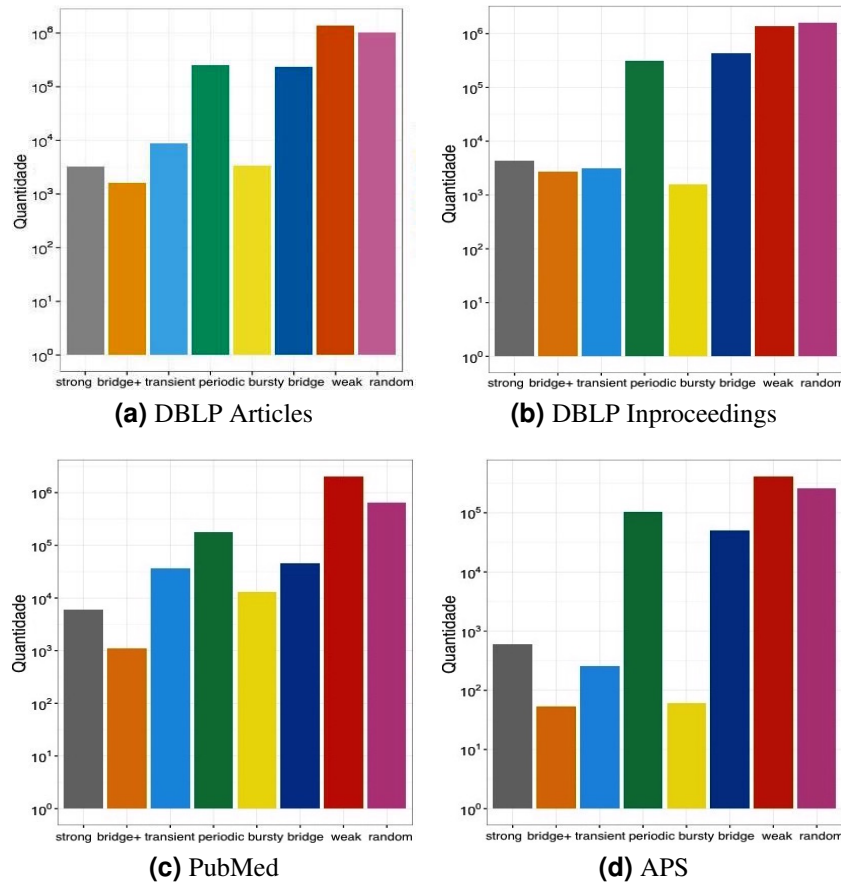 Quantidade
10⁶
10⁵
10⁴
10³
10²
10¹
10⁰
strong bridge+ transient periodic bursty bridge weak random
(a) DBLP Articles
Quantidade
10⁶
10⁵
10⁴
10³
10²
10¹
10⁰
strong bridge+ transient periodic bursty bridge weak random
(b) DBLP Inproceedings
Quantidade
10⁶
10⁵
10⁴
10³
10²
10¹
10⁰
strong bridge+ transient periodic bursty bridge weak random
(c) PubMed
Quantidade
10⁵
10⁴
10³
10²
10¹
10⁰
strong bridge+ transient periodic bursty bridge weak random
(d) APS